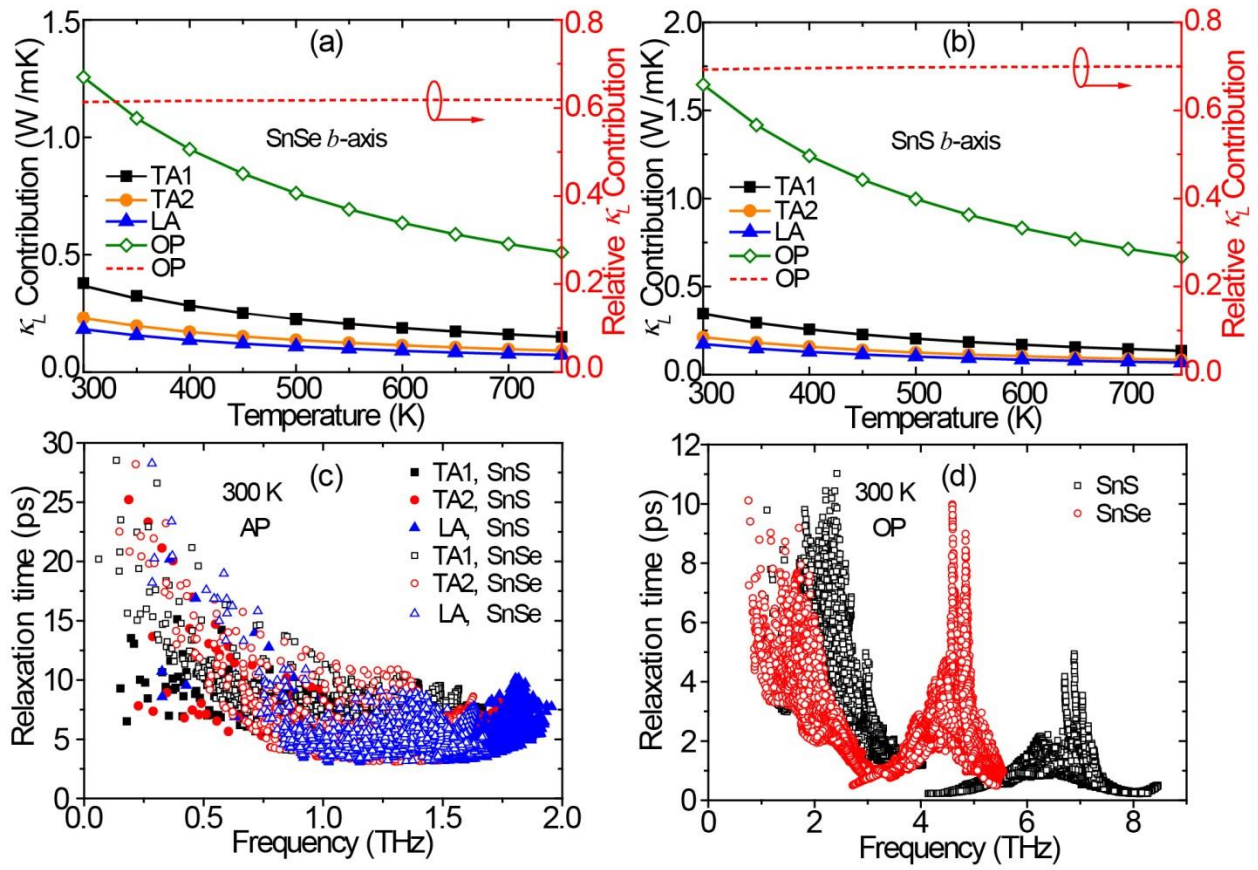 (a)
κL Contribution (W /mK)
1.5
1.0
0.5
0.0
0.8
0.6
0.4
0.2
0.0
Relative κL Contribution
SnSe b-axis
TA1
TA2
LA
OP
OP
300 400 500 600 700
Temperature (K)
(b)
κL Contribution (W /mK)
2.0
1.5
1.0
0.5
0.0
0.8
0.6
0.4
0.2
0.0
Relative κL Contribution
SnS b-axis
TA1
TA2
LA
OP
OP
300 400 500 600 700
Temperature (K)
(c)
Relaxation time (ps)
30
25
20
15
10
5
0
300 K
AP
TA1, SnS
TA2, SnS
LA, SnS
TA1, SnSe
TA2, SnSe
LA, SnSe
0.0 0.5 1.0 1.5 2.0
Frequency (THz)
(d)
Relaxation time (ps)
12
10
8
6
4
2
0
300 K
OP
SnS
SnSe
0 2 4 6 8
Frequency (THz)